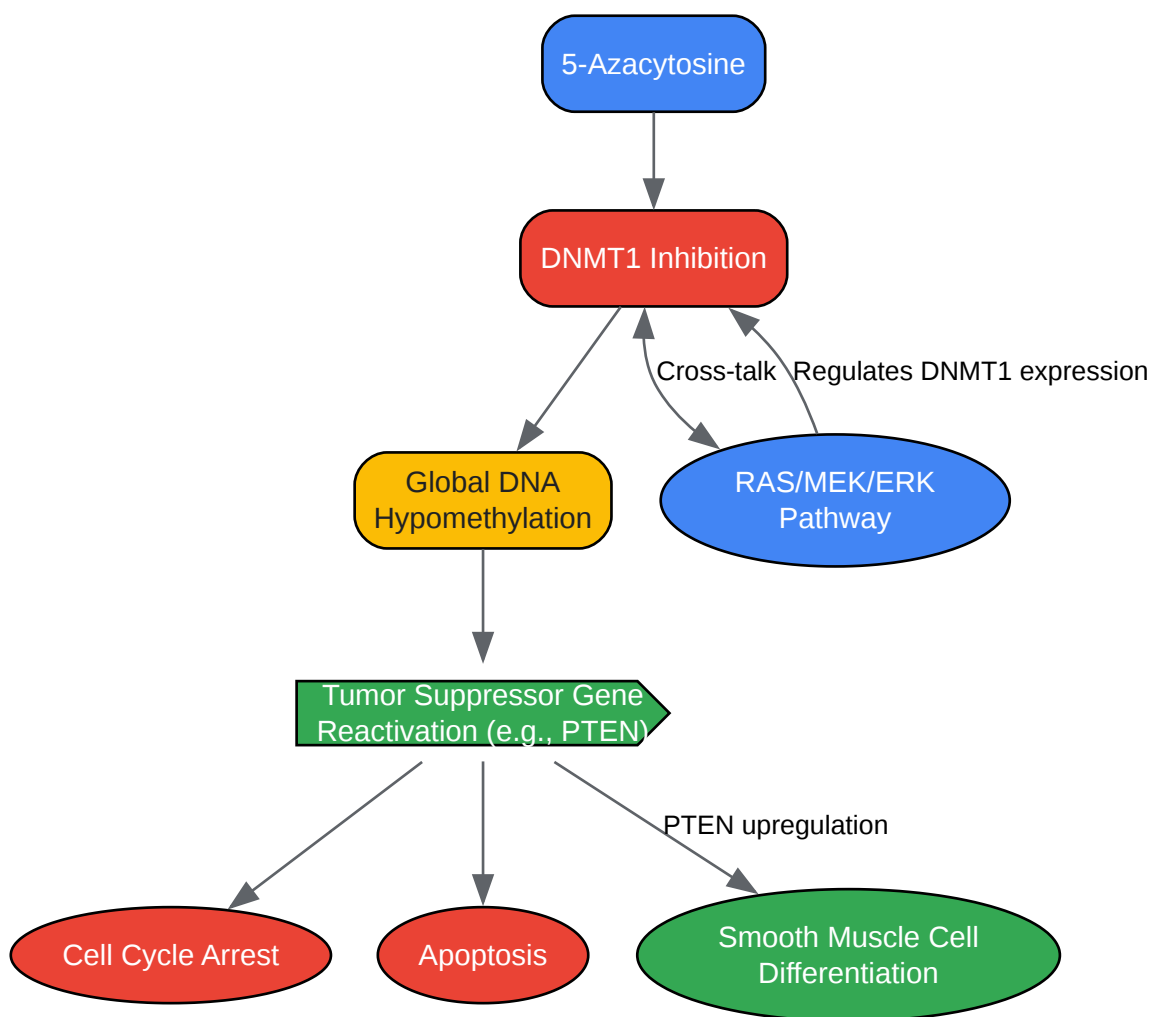 5-Azacytosine
DNMT1 Inhibition
Cross-talk
Regulates DNMT1 expression
Global DNA
Hypomethylation
RAS/MEK/ERK
Pathway
Tumor Suppressor Gene
Reactivation (e.g., PTEN)
PTEN upregulation
Cell Cycle Arrest
Apoptosis
Smooth Muscle Cell
Differentiation